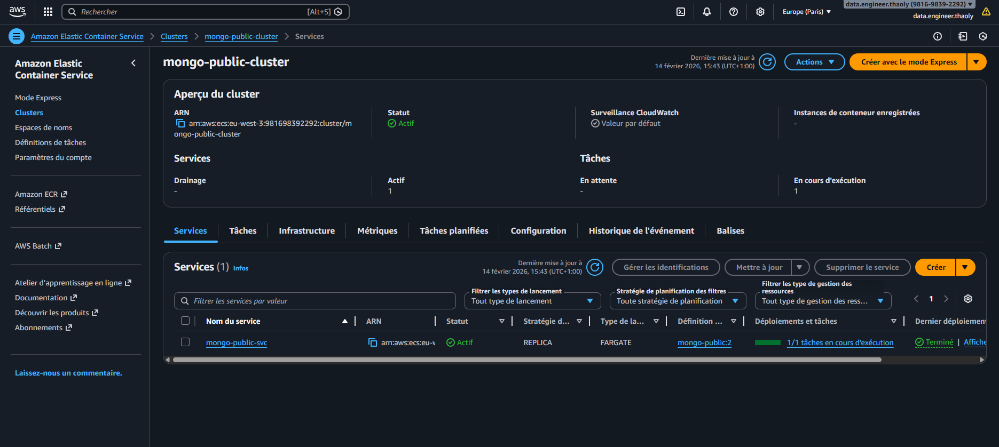 aws
Rechercher
[Alt+S]
Europe (Paris)
data.engineer.thaoly (9816-9839-2292)
data.engineer.thaoly
Amazon Elastic Container Service
Clusters
mongo-public-cluster
Services
Amazon Elastic
Container Service
Mode Express
Clusters
Espaces de noms
Définitions de tâches
Paramètres du compte
Amazon ECR
Référentiels
AWS Batch
Atelier d'apprentissage en ligne
Documentation
Découvrir les produits
Abonnements
Laissez-nous un commentaire.
mongo-public-cluster
Dernière mise à jour à
14 février 2026, 15:43 (UTC+1:00)
Actions
Créer avec le mode Express
Aperçu du cluster
ARN
arn:aws:ecs:eu-west-3:981698392292:cluster/m
ongo-public-cluster
Statut
Actif
Surveillance CloudWatch
Valeur par défaut
Instances de conteneur enregistrées
-
Services
Tâches
Drainage
-
Actif
1
En attente
-
En cours d'exécution
1
Services
Tâches
Infrastructure
Métriques
Tâches planifiées
Configuration
Historique de l'événement
Balises
Services (1) Infos
Dernière mise à jour à
14 février 2026, 15:43 (UTC+1:00)
Gérer les identifications
Mettre à jour
Supprimer le service
Créer
Filtrer les services par valeur
Filtrer les types de lancement
Tout type de lancement
Stratégie de planification des filtres
Toute stratégie de planification
Filtrer les type de gestion des
ressources
Tout type de gestion des ress...
1
Nom du service
ARN
Statut
Stratégie d...
Type de la...
Définition ...
Déploiements et tâches
Dernier déploiement
mongo-public-svc
arn:aws:ecs:eu-v
Actif
REPLICA
FARGATE
mongo-public:2
1/1 tâches en cours d'exécution
Terminé | Affiche